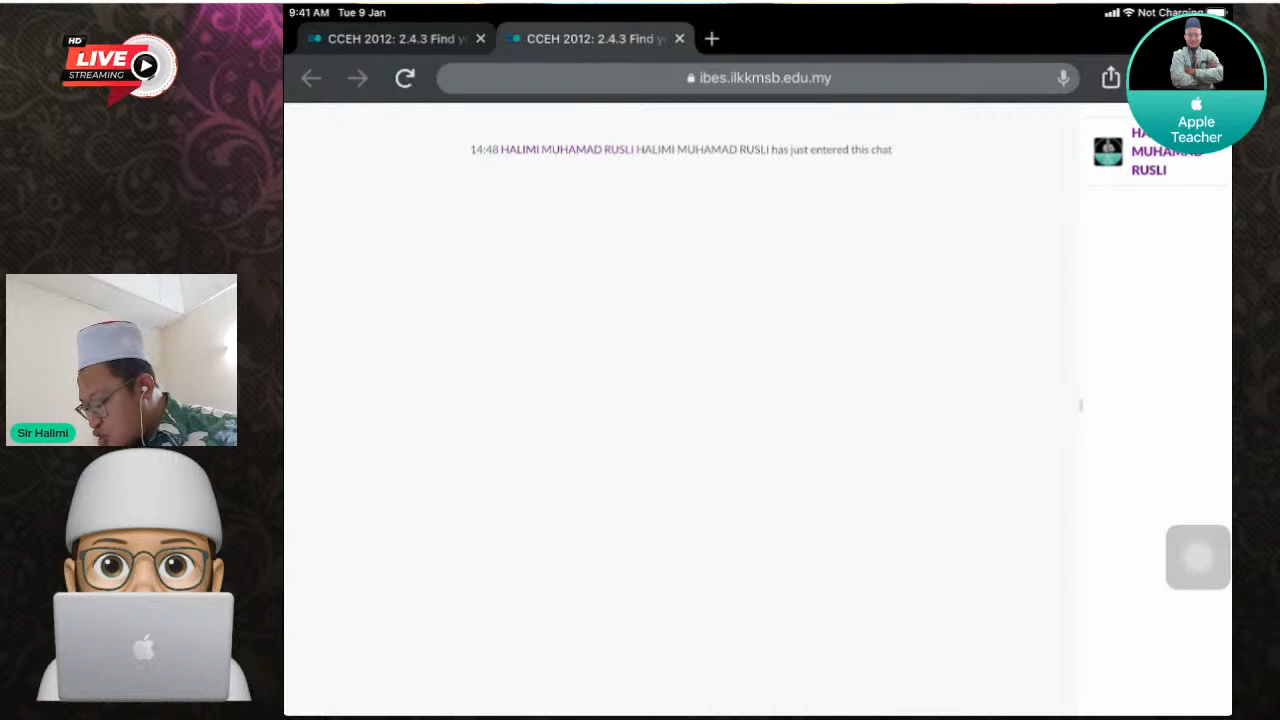 9:41 AM Tue 9 Jan
Not Charging
HD
LIVE
STREAMING
CCEH 2012: 2.4.3 Find
CCEH 2012: 2.4.3 Find
ibes.ilkkmsb.edu.my
Apple
Teacher
14:48 HALIMI MUHAMAD RUSLI HALIMI MUHAMAD RUSLI has just entered this chat
MUHAMAD
RUSLI
Sir Halimi